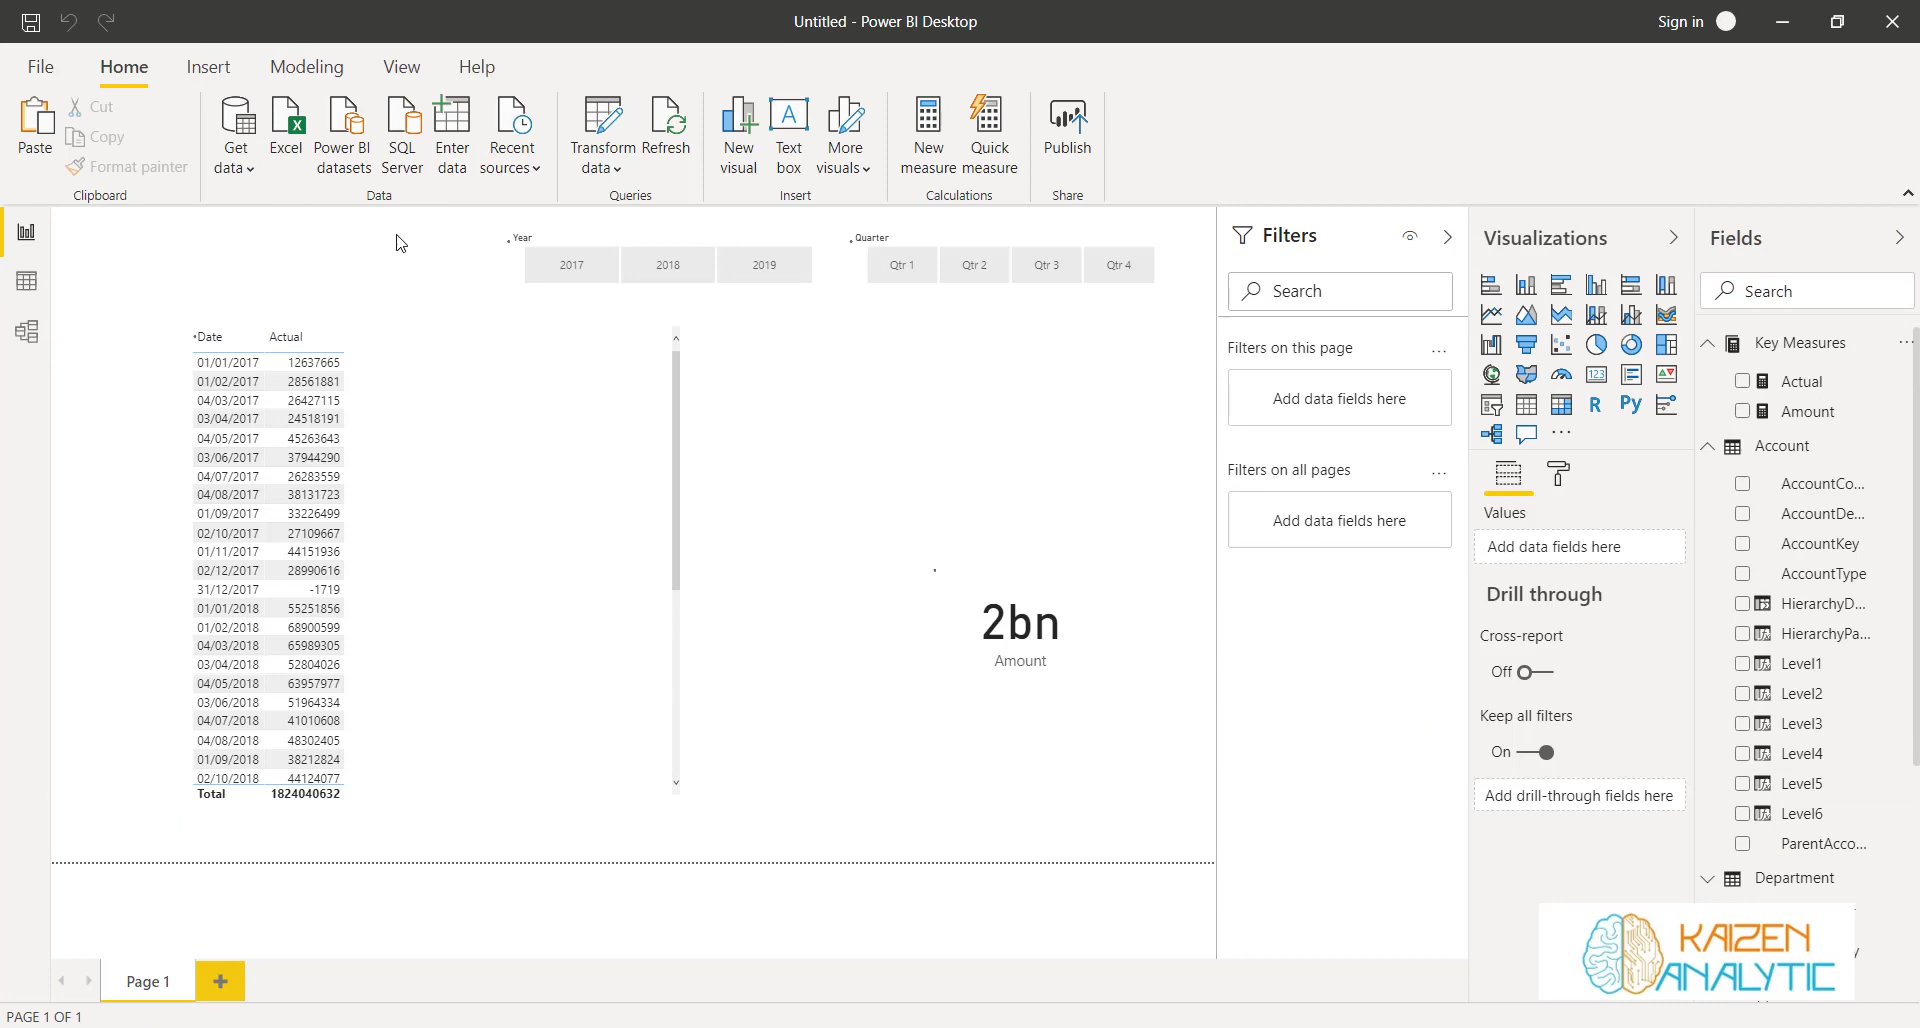 Untitled - Power BI Desktop
Sign in
File Home Insert Modeling View Help
Paste
Cut
Copy
Format painter
Clipboard
Get data
Excel
Power BI datasets
SQL Server
Enter data
Recent sources
Data
Transform data
Refresh
Queries
New visual
Text box
More visuals
Insert
New measure
Quick measure
Calculations
Publish
Share
Year
2017 2018 2019
Quarter
Qtr 1 Qtr 2 Qtr 3 Qtr 4
Date Actual
01/01/2017 12637665
01/02/2017 28561881
04/03/2017 26427115
03/04/2017 24518191
04/05/2017 45263643
03/06/2017 37944290
04/07/2017 26283559
04/08/2017 38131723
01/09/2017 33226499
02/10/2017 27109667
01/11/2017 44151936
02/12/2017 28990616
31/12/2017 -1719
01/01/2018 55251856
01/02/2018 68900599
04/03/2018 65989305
03/04/2018 52804026
04/05/2018 63957977
03/06/2018 51964334
04/07/2018 41010608
04/08/2018 48302405
01/09/2018 38212824
02/10/2018 44124077
Total 1824040632
2bn
Amount
Filters
Search
Filters on this page ...
Add data fields here
Filters on all pages ...
Add data fields here
Visualizations
123
R
Py
...
Values
Add data fields here
Drill through
Cross-report
Off
Keep all filters
On
Add drill-through fields here
Fields
Search
Key Measures ...
Actual
Amount
Account
AccountCo...
AccountDe...
AccountKey
AccountType
HierarchyD...
HierarchyPa...
Level1
Level2
Level3
Level4
Level5
Level6
ParentAcco...
Department
KAIZEN
ANALYTIC
Page 1
PAGE 1 OF 1